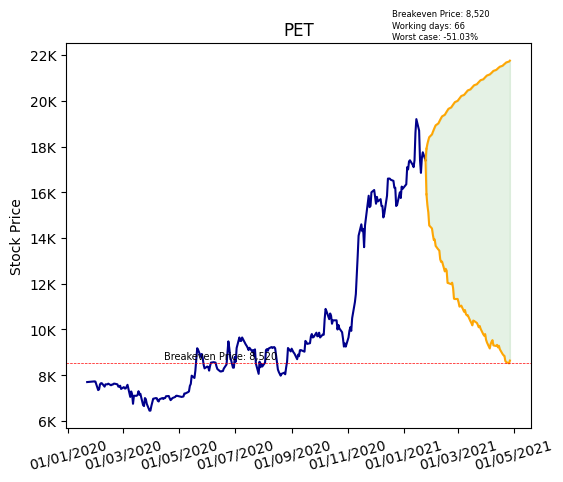 Breakeven Price: 8,520
Working days: 66
Worst case: -51.03%
PET
Stock Price
22K
20K
18K
16K
14K
12K
10K
8K
6K
Breakeven Price: 8,520
01/01/2020
01/03/2020
01/05/2020
01/07/2020
01/09/2020
01/11/2020
01/01/2021
01/03/2021
01/05/2021